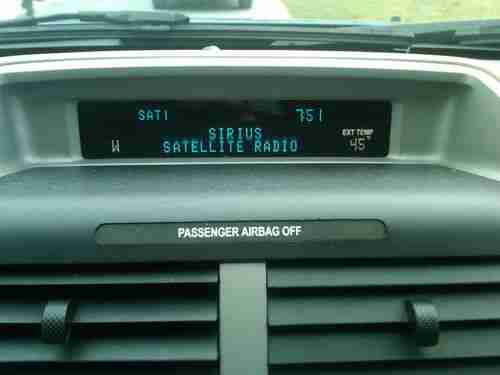 SAT1 751
SIRIUS
EXT TEMP
W SATELLITE RADIO 45°
PASSENGER AIRBAG OFF